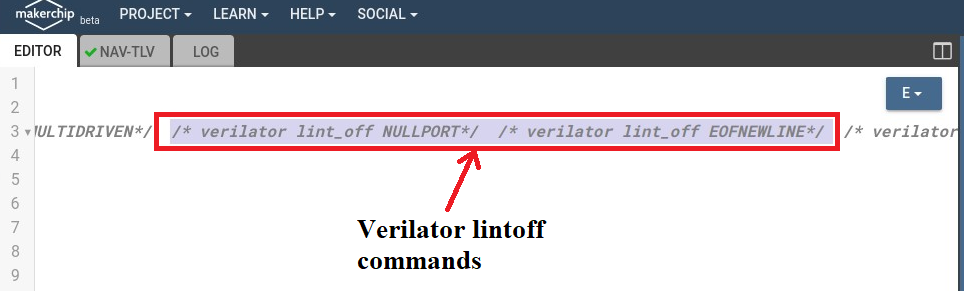 makerchip beta PROJECT LEARN HELP SOCIAL
EDITOR NAV-TLV LOG
E
1
2
3 MULTIDRIVEN*/ /* verilator lint_off NULLPORT*/ /* verilator lint_off EOFNEWLINE*/ /* verilator
4
5
6
7
8
9
Verilator lintoff
commands